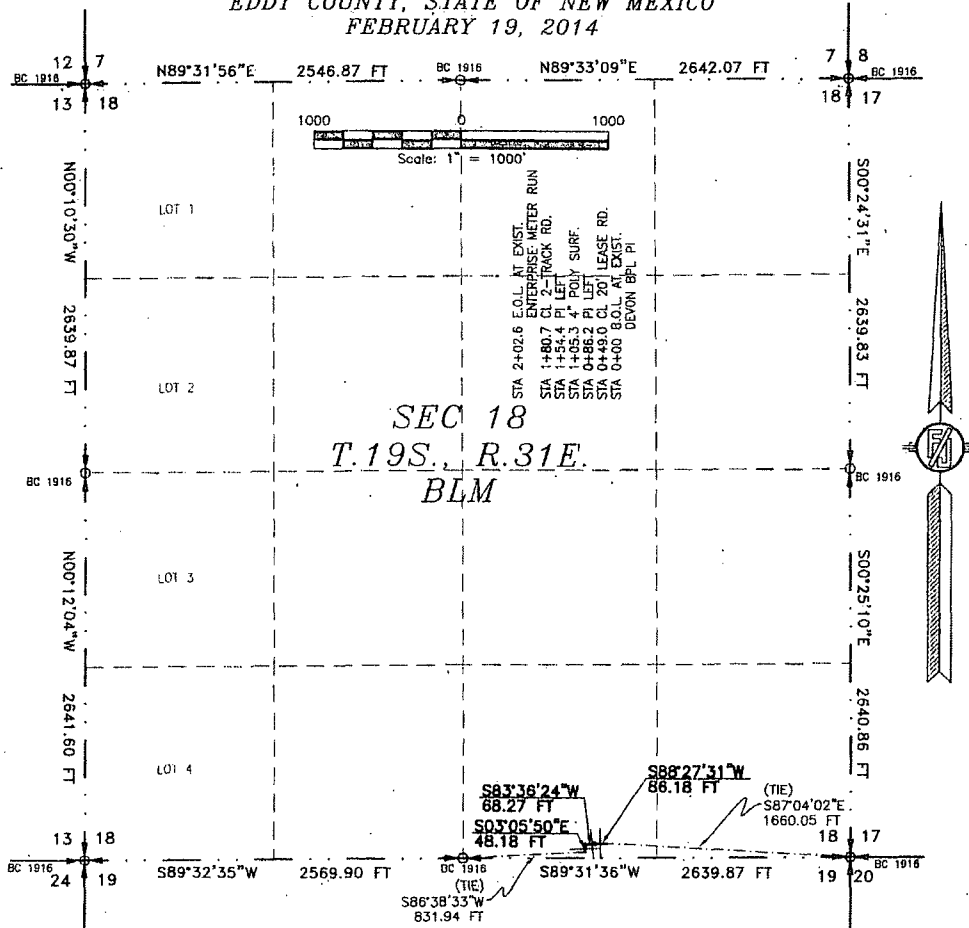 EDDY COUNTY, STATE OF NEW MEXICO
FEBRUARY 19, 2014
12 7
BC 1916
13 18
N89°31'56"E 2546.87 FT
BC 1916
N89°33'09"E 2642.07 FT
7 8
BC 1916
18 17
1000 0 1000
Scale: 1" = 1000'
N00°10'30"W
2639.87 FT
LOT 1
LOT 2
S00°24'31"E
2639.83 FT
STA 2+02.6 E.O.L. AT EXIST.
ENTERPRISE METER RUN
STA 1+80.7 CL 2-TRACK RD.
STA 1+54.4 PI LEFT
STA 1+05.3 4" POLY SURF.
STA 0+86.2 PI LEFT
STA 0+49.0 CL 20' LEASE RD.
STA 0+00 B.O.L. AT EXIST.
DEVON BPL PI
SEC 18
T.19S., R.31E.
BLM
BC 1916
BC 1916
N00°12'04"W
2641.60 FT
LOT 3
LOT 4
S00°25'10"E
2640.86 FT
S83°36'24"W
68.27 FT
S03°05'50"E
48.18 FT
S88°27'31"W
86.18 FT
(TIE)
S87°04'02"E
1660.05 FT
13 18
BC 1916
24 19
S89°32'35"W 2569.90 FT
BC 1916
(TIE)
S86°38'33"W
831.94 FT
S89°31'36"W 2639.87 FT
18 17
BC 1916
19 20